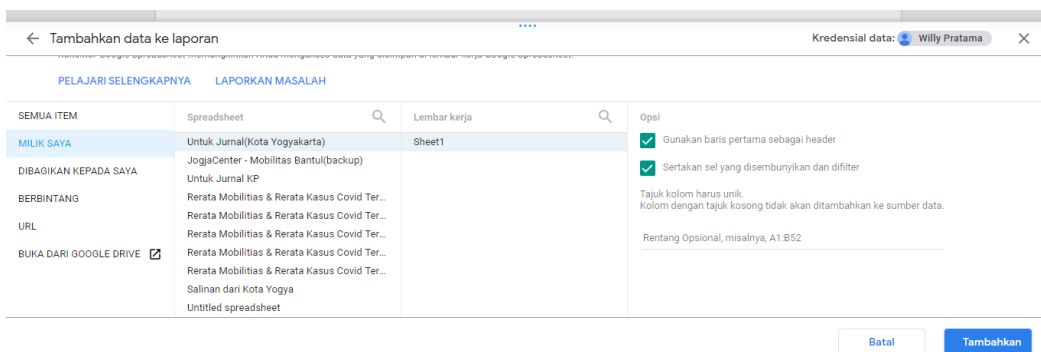 Tambahkan data ke laporan
Kredensial data: Willy Pratama
PELAJARI SELENGKAPNYA LAPORKAN MASALAH
SEMUA ITEM
MILIK SAYA
DIBAGIKAN KEPADA SAYA
BERBINTANG
URL
BUKA DARI GOOGLE DRIVE
Spreadsheet
Untuk Jurnal(Kota Yogyakarta)
JogjaCenter - Mobilitas Bantul(backup)
Untuk Jurnal KP
Rerata Mobilitias & Rerata Kasus Covid Ter...
Rerata Mobilitias & Rerata Kasus Covid Ter...
Rerata Mobilitias & Rerata Kasus Covid Ter...
Rerata Mobilitias & Rerata Kasus Covid Ter...
Rerata Mobilitias & Rerata Kasus Covid Ter...
Salinan dari Kota Yogya
Untitled spreadsheet
Lembar kerja
Sheet1
Opsi
Gunakan baris pertama sebagai header
Sertakan sel yang disembunyikan dan difilter
Tajuk kolom harus unik.
Kolom dengan tajuk kosong tidak akan ditambahkan ke sumber data.
Rentang Opsional, misalnya, A1:B52
Batal Tambahkan